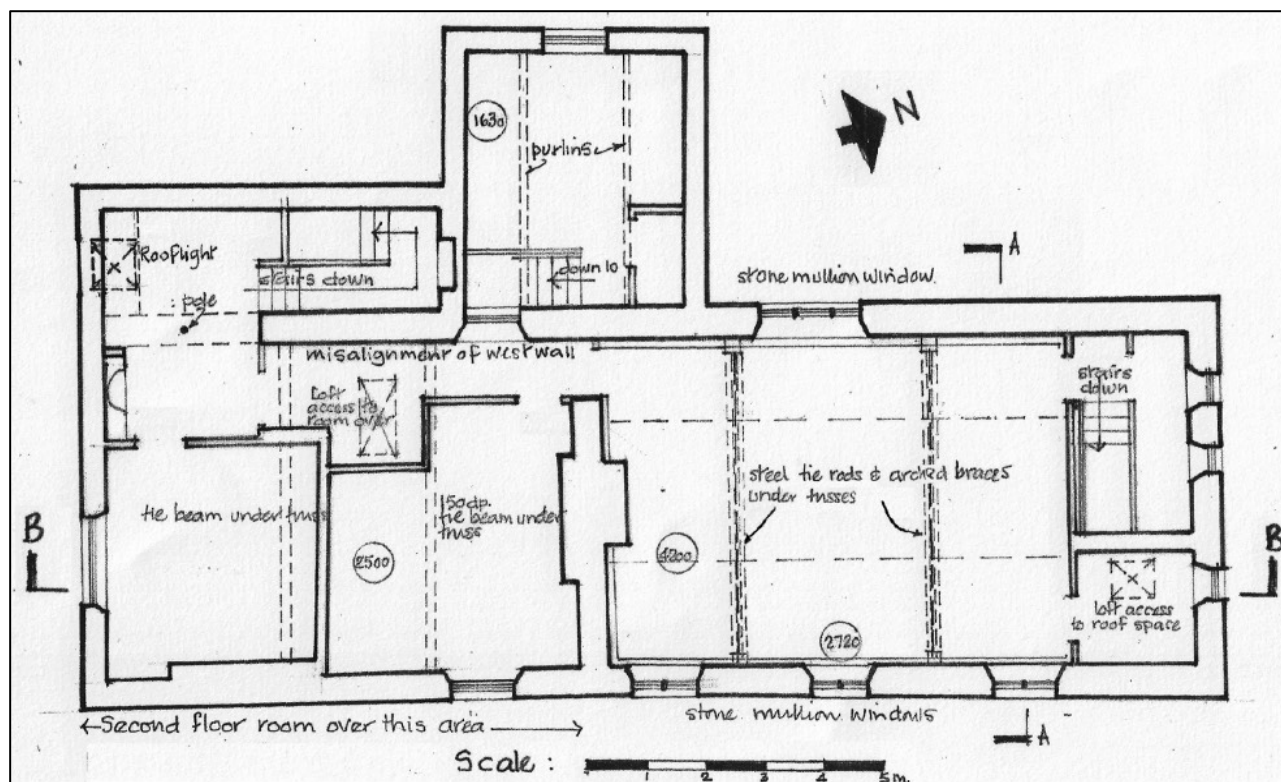 1630
purlins
N
Rooflight
stairs down
down to
A
stone mullion window.
: pole
misalignment of west wall
Loft
access to
room over
stairs
down
steel tie rods & arched braces
under trusses
tie beam under truss
150 dp.
tie beam under
truss
B
2500
4200
B
loft access
to roof space
2720
Second floor room over this area
stone mullion windows
A
Scale :
1 2 3 4 5m.